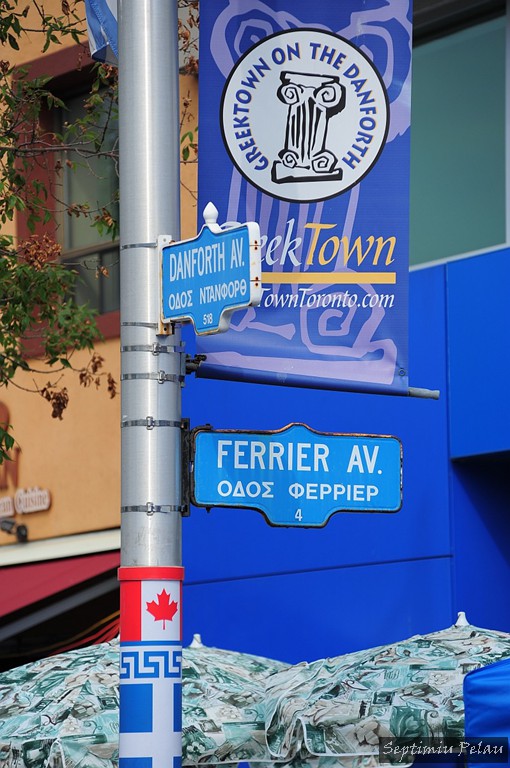 GREEKTOWN ON THE DANFORTH
eekTown
TownToronto.com
DANFORTH AV.
ΟΔΟΣ ΝΤΑΝΦΟΡΘ
518
FERRIER AV.
ΟΔΟΣ ΦΕΡΡΙΕΡ
4
Cuisine
Septimiu Pelau